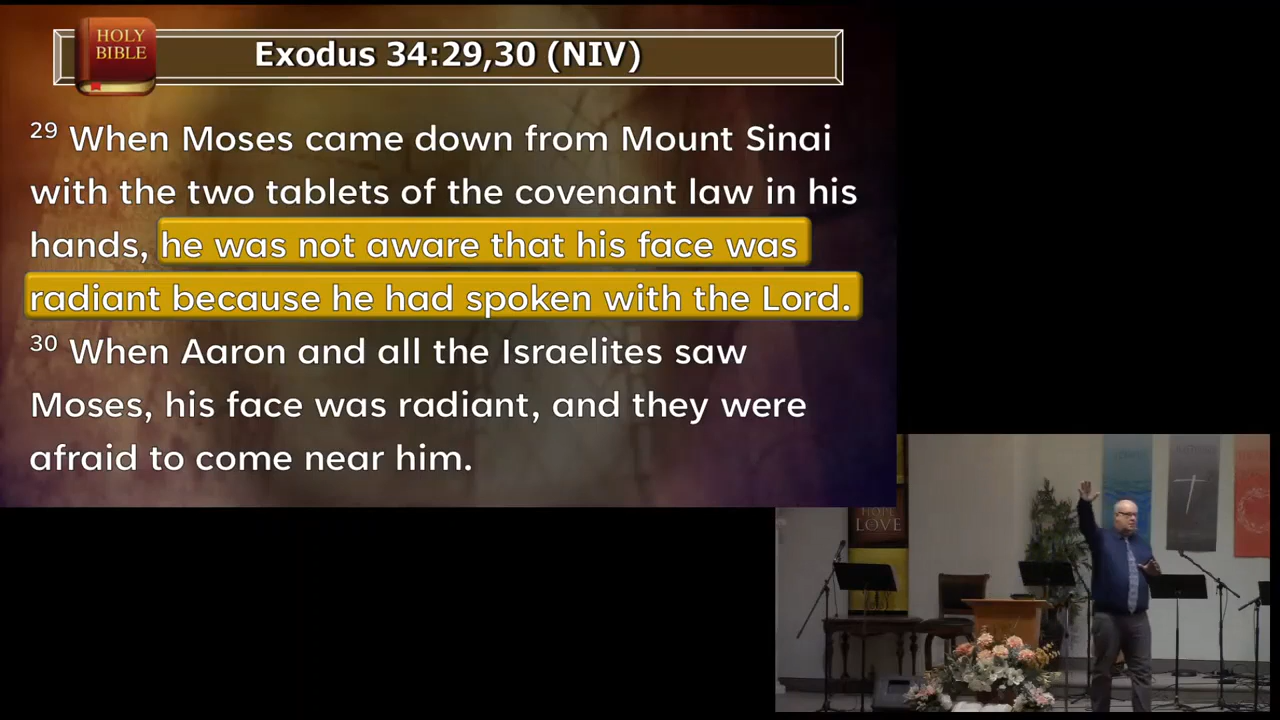 HOLY
BIBLE
Exodus 34:29,30 (NIV)
29 When Moses came down from Mount Sinai
with the two tablets of the covenant law in his
hands, he was not aware that his face was
radiant because he had spoken with the Lord.
30 When Aaron and all the Israelites saw
Moses, his face was radiant, and they were
afraid to come near him.
HOPE
LOVE